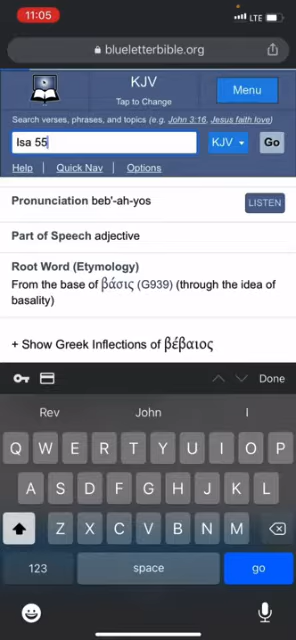 11:05
LTE
blueletterbible.org
KJV
Tap to Change
Menu
Search verses, phrases, and topics (e.g. John 3:16, Jesus faith love)
Isa 55
KJV
Go
Help | Quick Nav | Options
Pronunciation beb'-ah-yos
LISTEN
Part of Speech adjective
Root Word (Etymology)
From the base of βάσις (G939) (through the idea of
basality)
+ Show Greek Inflections of βέβαιος
Done
Rev John I
Q W E R T Y U I O P
A S D F G H J K L
Z X C V B N M
123 space go